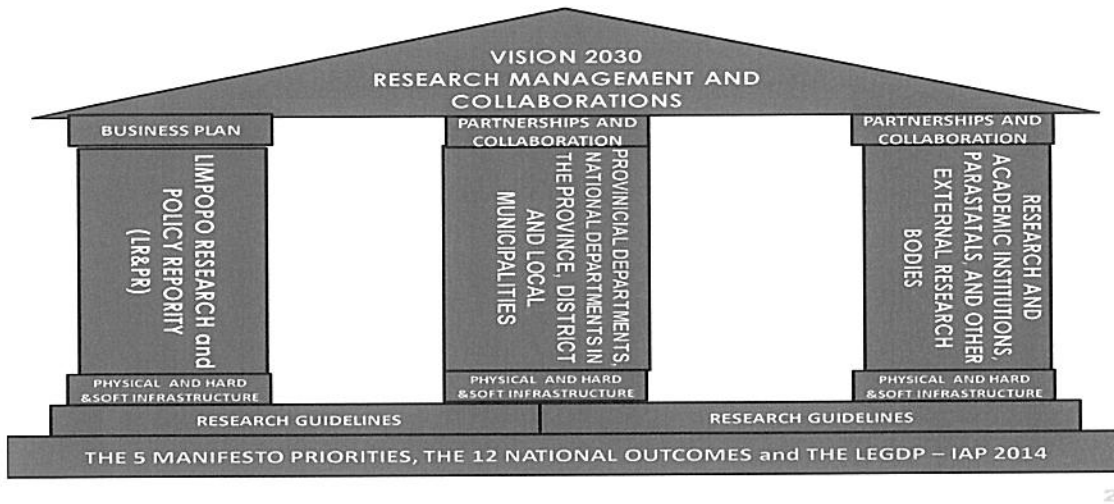 VISION 2030
RESEARCH MANAGEMENT AND
COLLABORATIONS
BUSINESS PLAN
LIMPOPO RESEARCH and
POLICY REPORITY
(LR&PR)
PHYSICAL AND HARD
&SOFT INFRASTRUCTURE
PARTNERSHIPS AND
COLLABORATION
PROVINICIAL DEPARTMENTS,
NATIONAL DEPARTMENTS IN
THE PROVINCE, DISTRICT
AND LOCAL
MUNICIPALITIES
PHYSICAL AND HARD
&SOFT INFRASTRUCTURE
PARTNERSHIPS AND
COLLABORATION
RESEARCH AND
ACADEMIC INSTITUTIONS,
PARASTATALS AND OTHER
EXTERNAL RESEARCH
BODIES
PHYSICAL AND HARD
&SOFT INFRASTRUCTURE
RESEARCH GUIDELINES
RESEARCH GUIDELINES
THE 5 MANIFESTO PRIORITIES, THE 12 NATIONAL OUTCOMES and THE LEGDP – IAP 2014